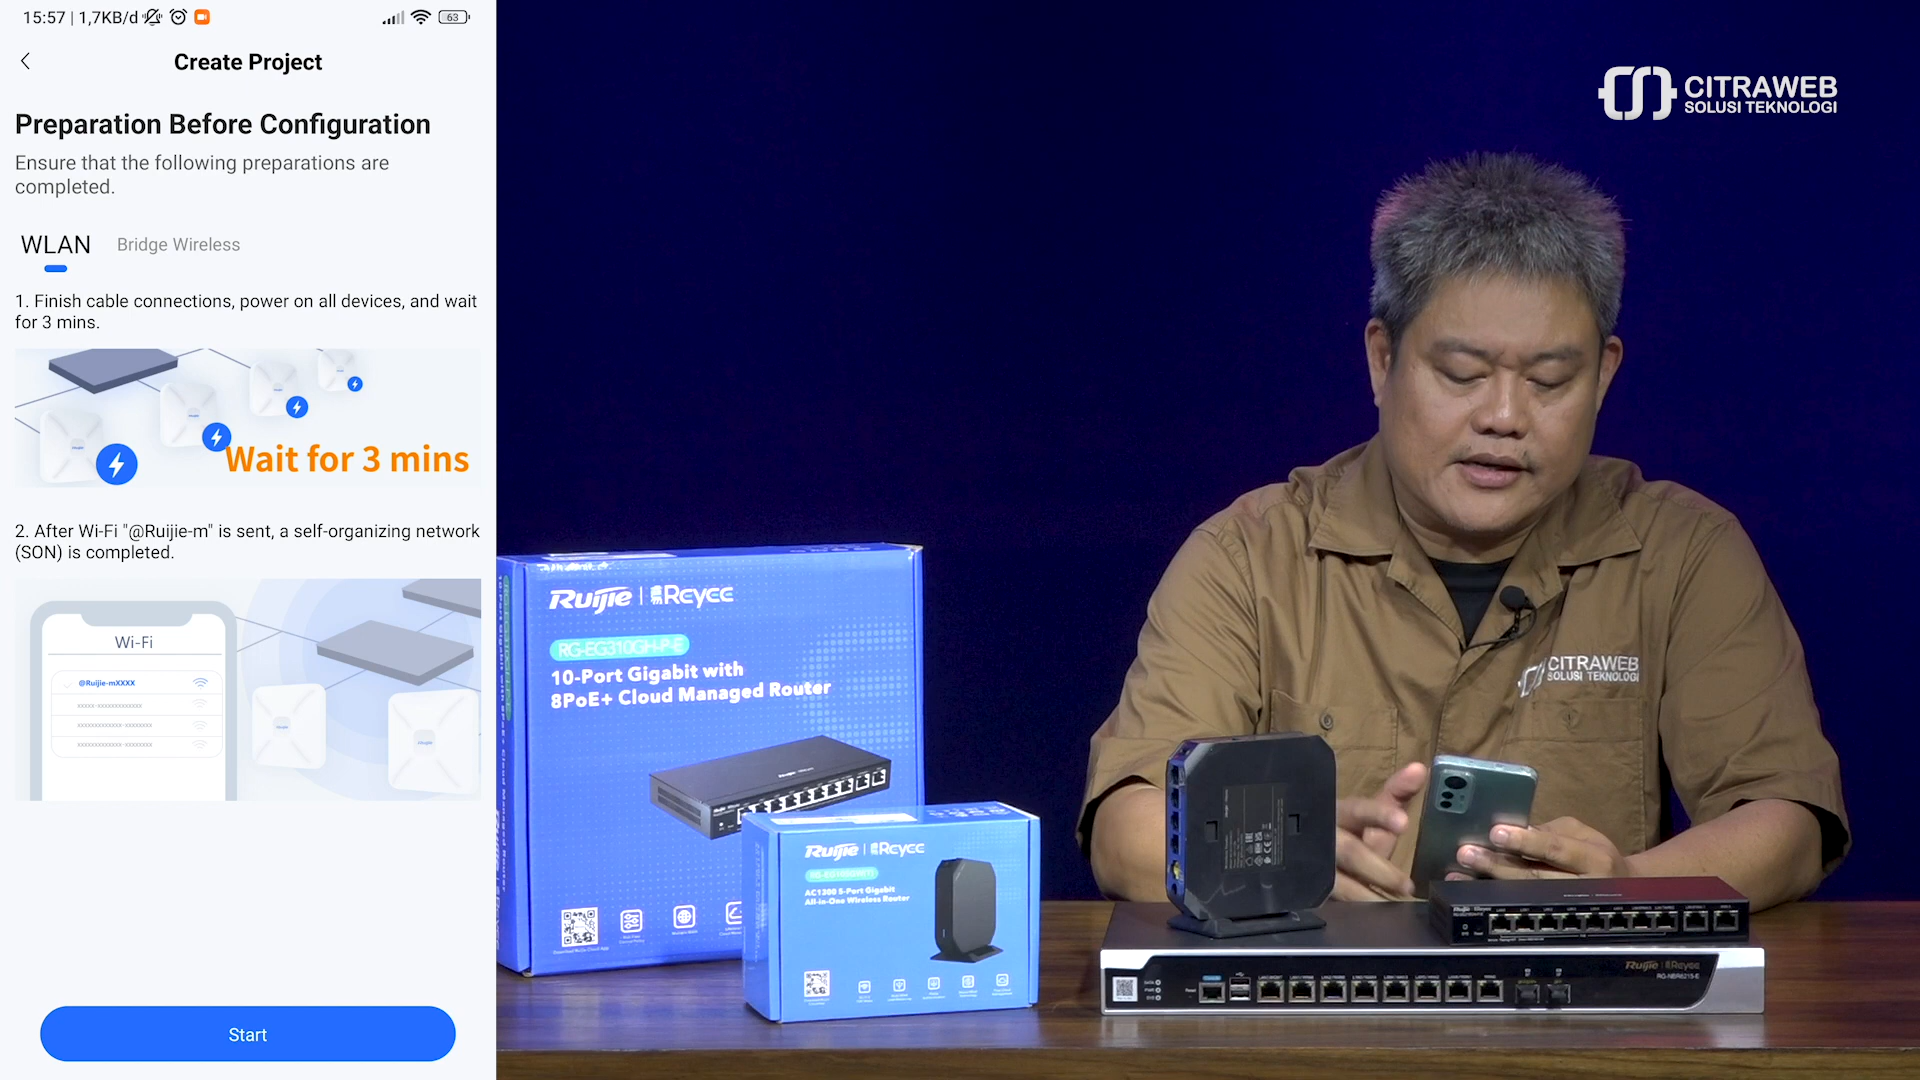 15:57 | 1,7KB/d
63
Create Project
Preparation Before Configuration
Ensure that the following preparations are
completed.
WLAN
Bridge Wireless
1. Finish cable connections, power on all devices, and wait
for 3 mins.
Wait for 3 mins
2. After Wi-Fi "@Ruijie-m" is sent, a self-organizing network
(SON) is completed.
Wi-Fi
@Ruijie-mXXXX
Start
CITRAWEB
SOLUSI TEKNOLOGI
Ruijie | Reyee
RG-EG310GH-P-E
10-Port Gigabit with
8PoE+ Cloud Managed Router
Ruijie | Reyee
AC1300 5-Port Gigabit
All-in-One Wireless Router
CITRAWEB
SOLUSI TEKNOLOGI
Ruijie | Reyee
RG-NBR6215-E